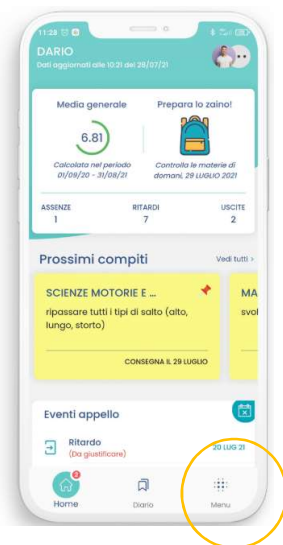 11:28
DARIO
Dati aggiornati alle 10:21 del 28/07/21
Media generale
6.81
Calcolata nel periodo
01/09/20 - 31/08/21
Prepara lo zaino!
Controlla le materie di
domani, 29 LUGLIO 2021
ASSENZE
1
RITARDI
7
USCITE
2
Prossimi compiti
Vedi tutti >
SCIENZE MOTORIE E ...
ripassare tutti i tipi di salto (alto,
lungo, storto)
CONSEGNA IL 29 LUGLIO
MA
svol
Eventi appello
Ritardo
(Da giustificare)
20 LUG 21
2
Home
Diario
Menu